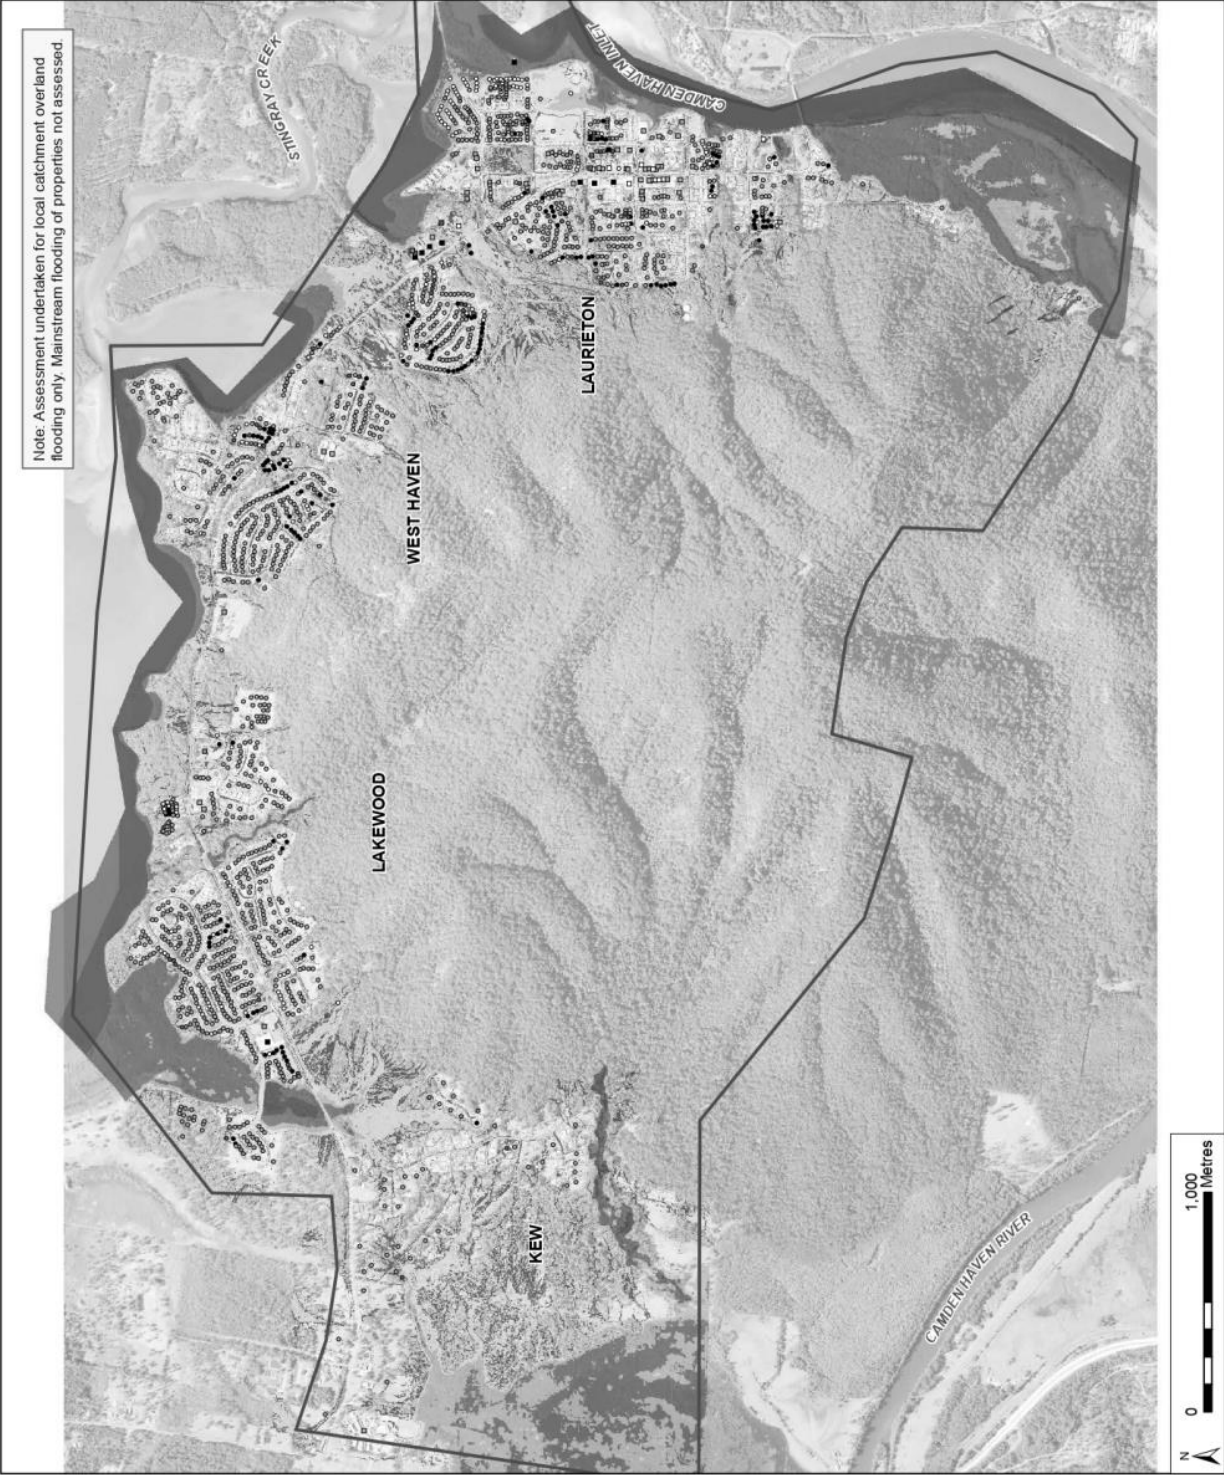 Note: Assessment undertaken for local catchment overland
flooding only. Mainstream flooding of properties not assessed.
STINGRAY CREEK
CAMDEN HAVEN INLET
LAURIETON
WEST HAVEN
LAKEWOOD
KEW
CAMDEN HAVEN RIVER
N
0
1,000
Metres